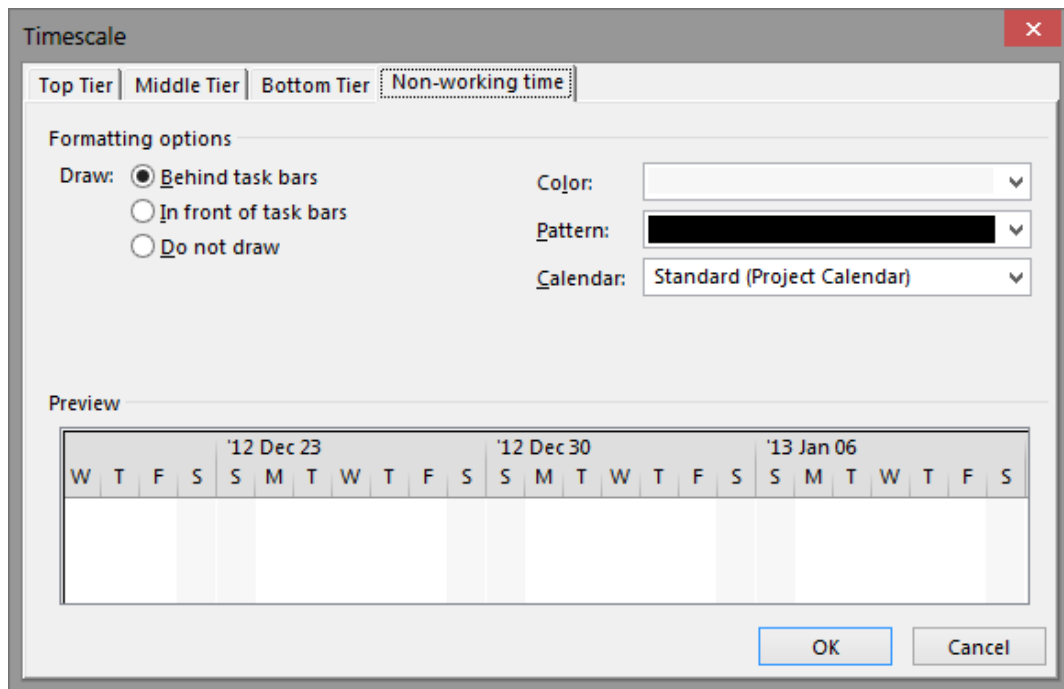 Timescale
Top Tier Middle Tier Bottom Tier Non-working time
Formatting options
Draw: Behind task bars
In front of task bars
Do not draw
Color:
Pattern:
Calendar: Standard (Project Calendar)
Preview
'12 Dec 23 '12 Dec 30 '13 Jan 06
W T F S S M T W T F S S M T W T F S S M T W T F S
OK Cancel